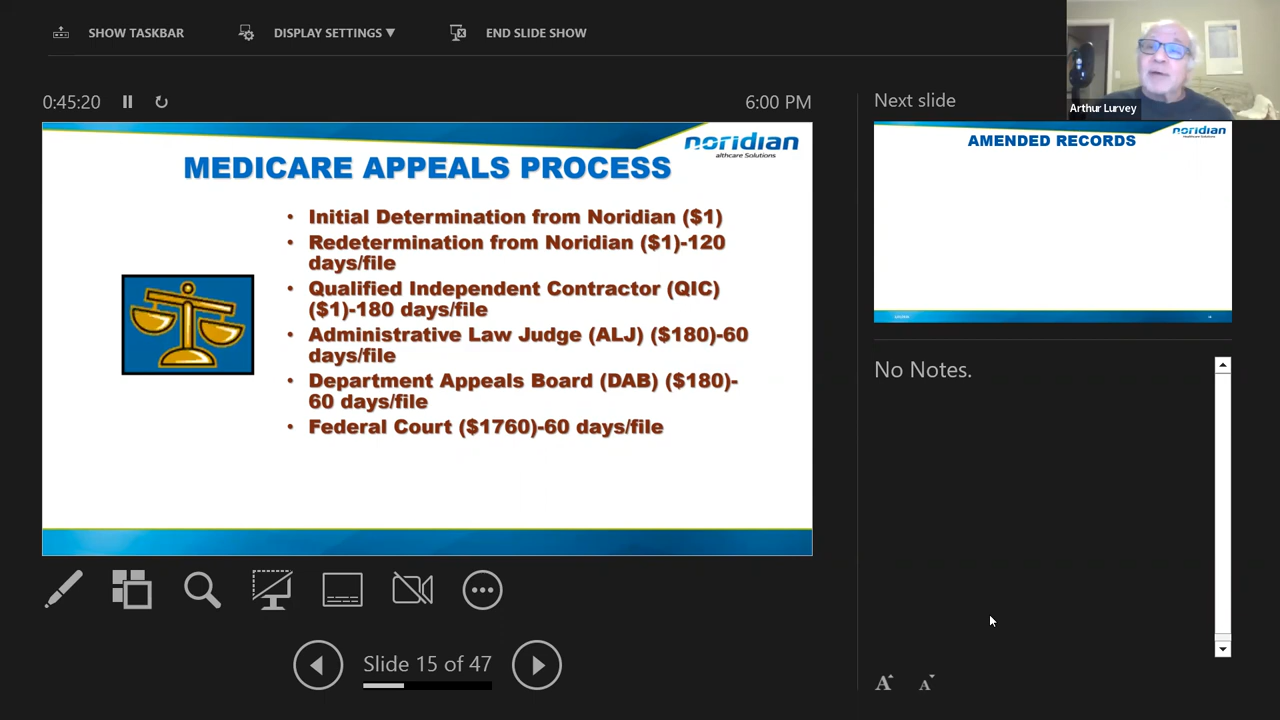 SHOW TASKBAR
DISPLAY SETTINGS ▼
END SLIDE SHOW
Arthur Lurvey
0:45:20
6:00 PM
Next slide
noridian
althcare Solutions
MEDICARE APPEALS PROCESS
• Initial Determination from Noridian ($1)
• Redetermination from Noridian ($1)-120
days/file
• Qualified Independent Contractor (QIC)
($1)-180 days/file
• Administrative Law Judge (ALJ) ($180)-60
days/file
• Department Appeals Board (DAB) ($180)-
60 days/file
• Federal Court ($1760)-60 days/file
noridian
AMENDED RECORDS
No Notes.
Slide 15 of 47
A A